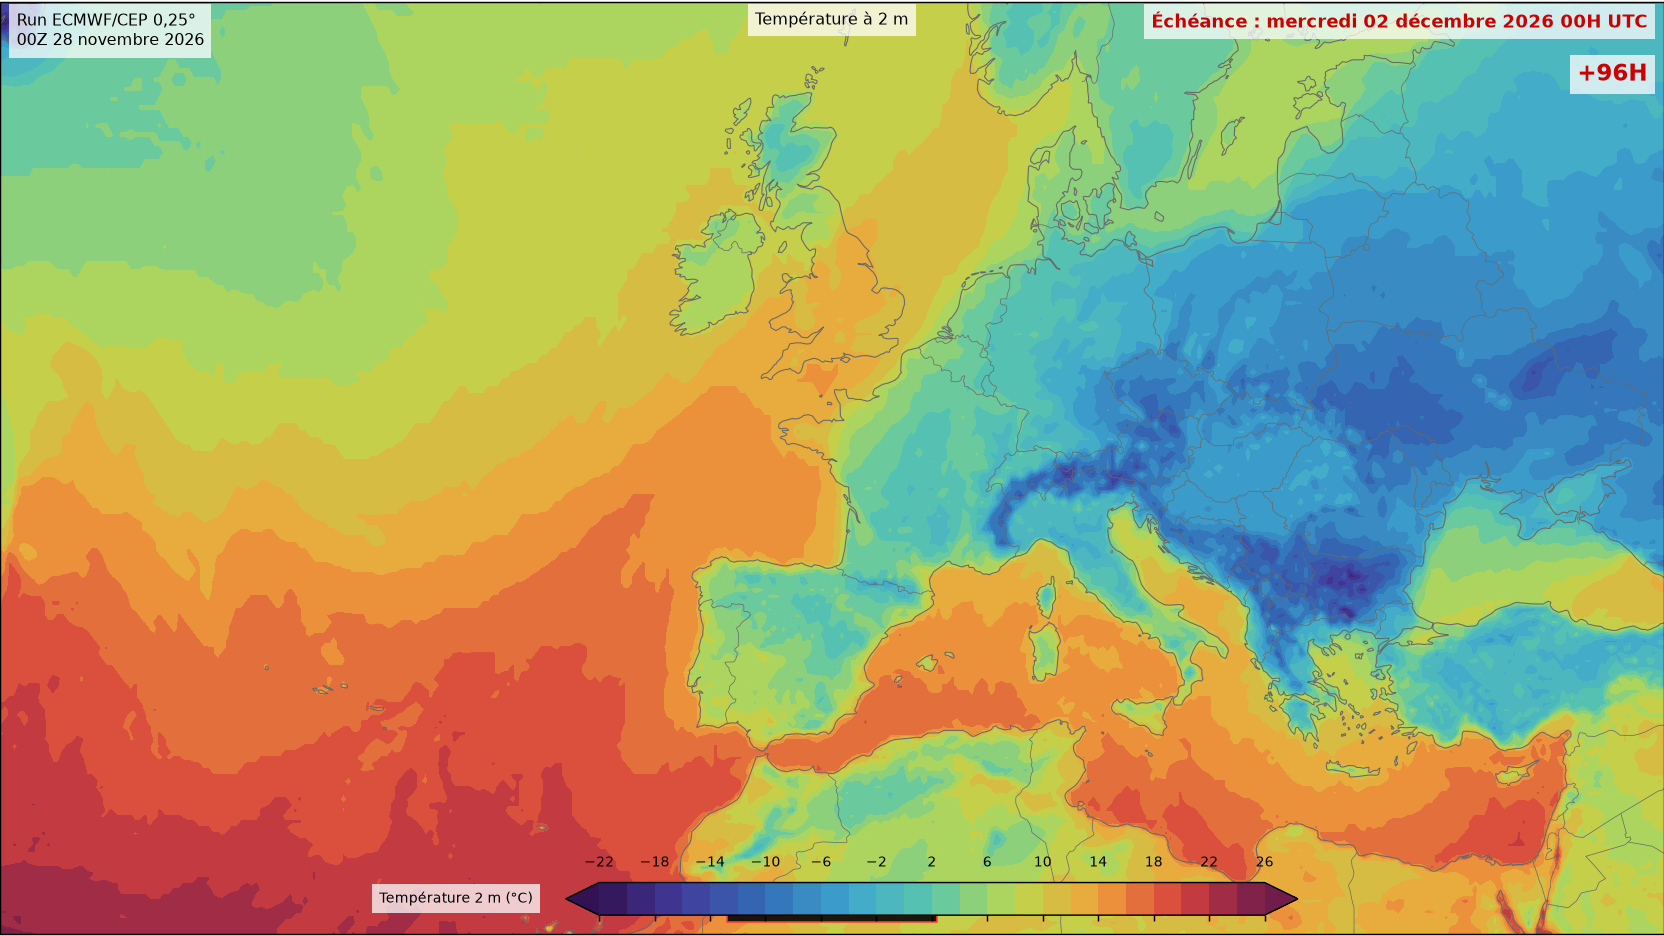 Run ECMWF/CEP 0,25°
00Z 28 novembre 2026
Température à 2 m
Échéance : mercredi 02 décembre 2026 00H UTC
+96H
−22 −18 −14 −10 −6 −2 2 6 10 14 18 22 26
Température 2 m (°C)